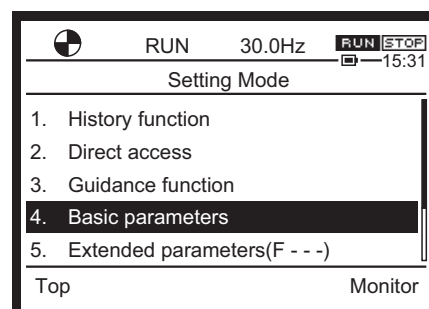 RUN 30.0Hz RUN STOP
15:31
Setting Mode
1. History function
2. Direct access
3. Guidance function
4. Basic parameters
5. Extended parameters(F - - -)
Top Monitor